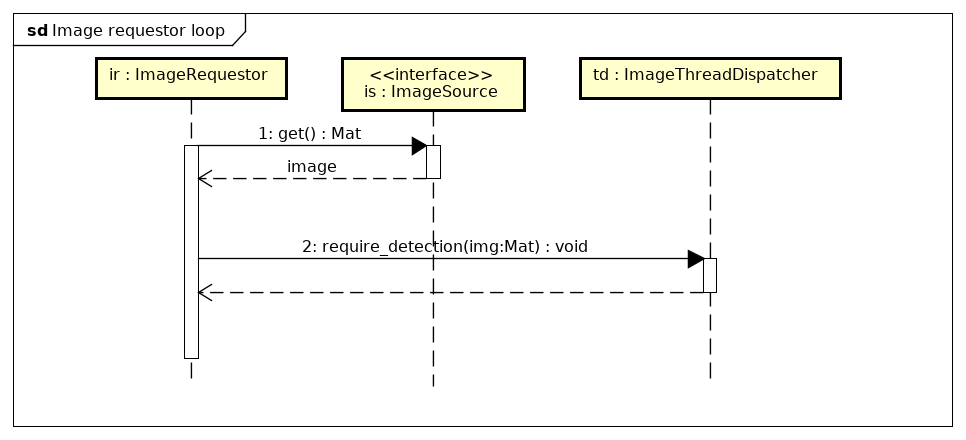 sd Image requestor loop
ir : ImageRequestor
<<interface>>
is : ImageSource
td : ImageThreadDispatcher
1: get() : Mat
image
2: require_detection(img:Mat) : void